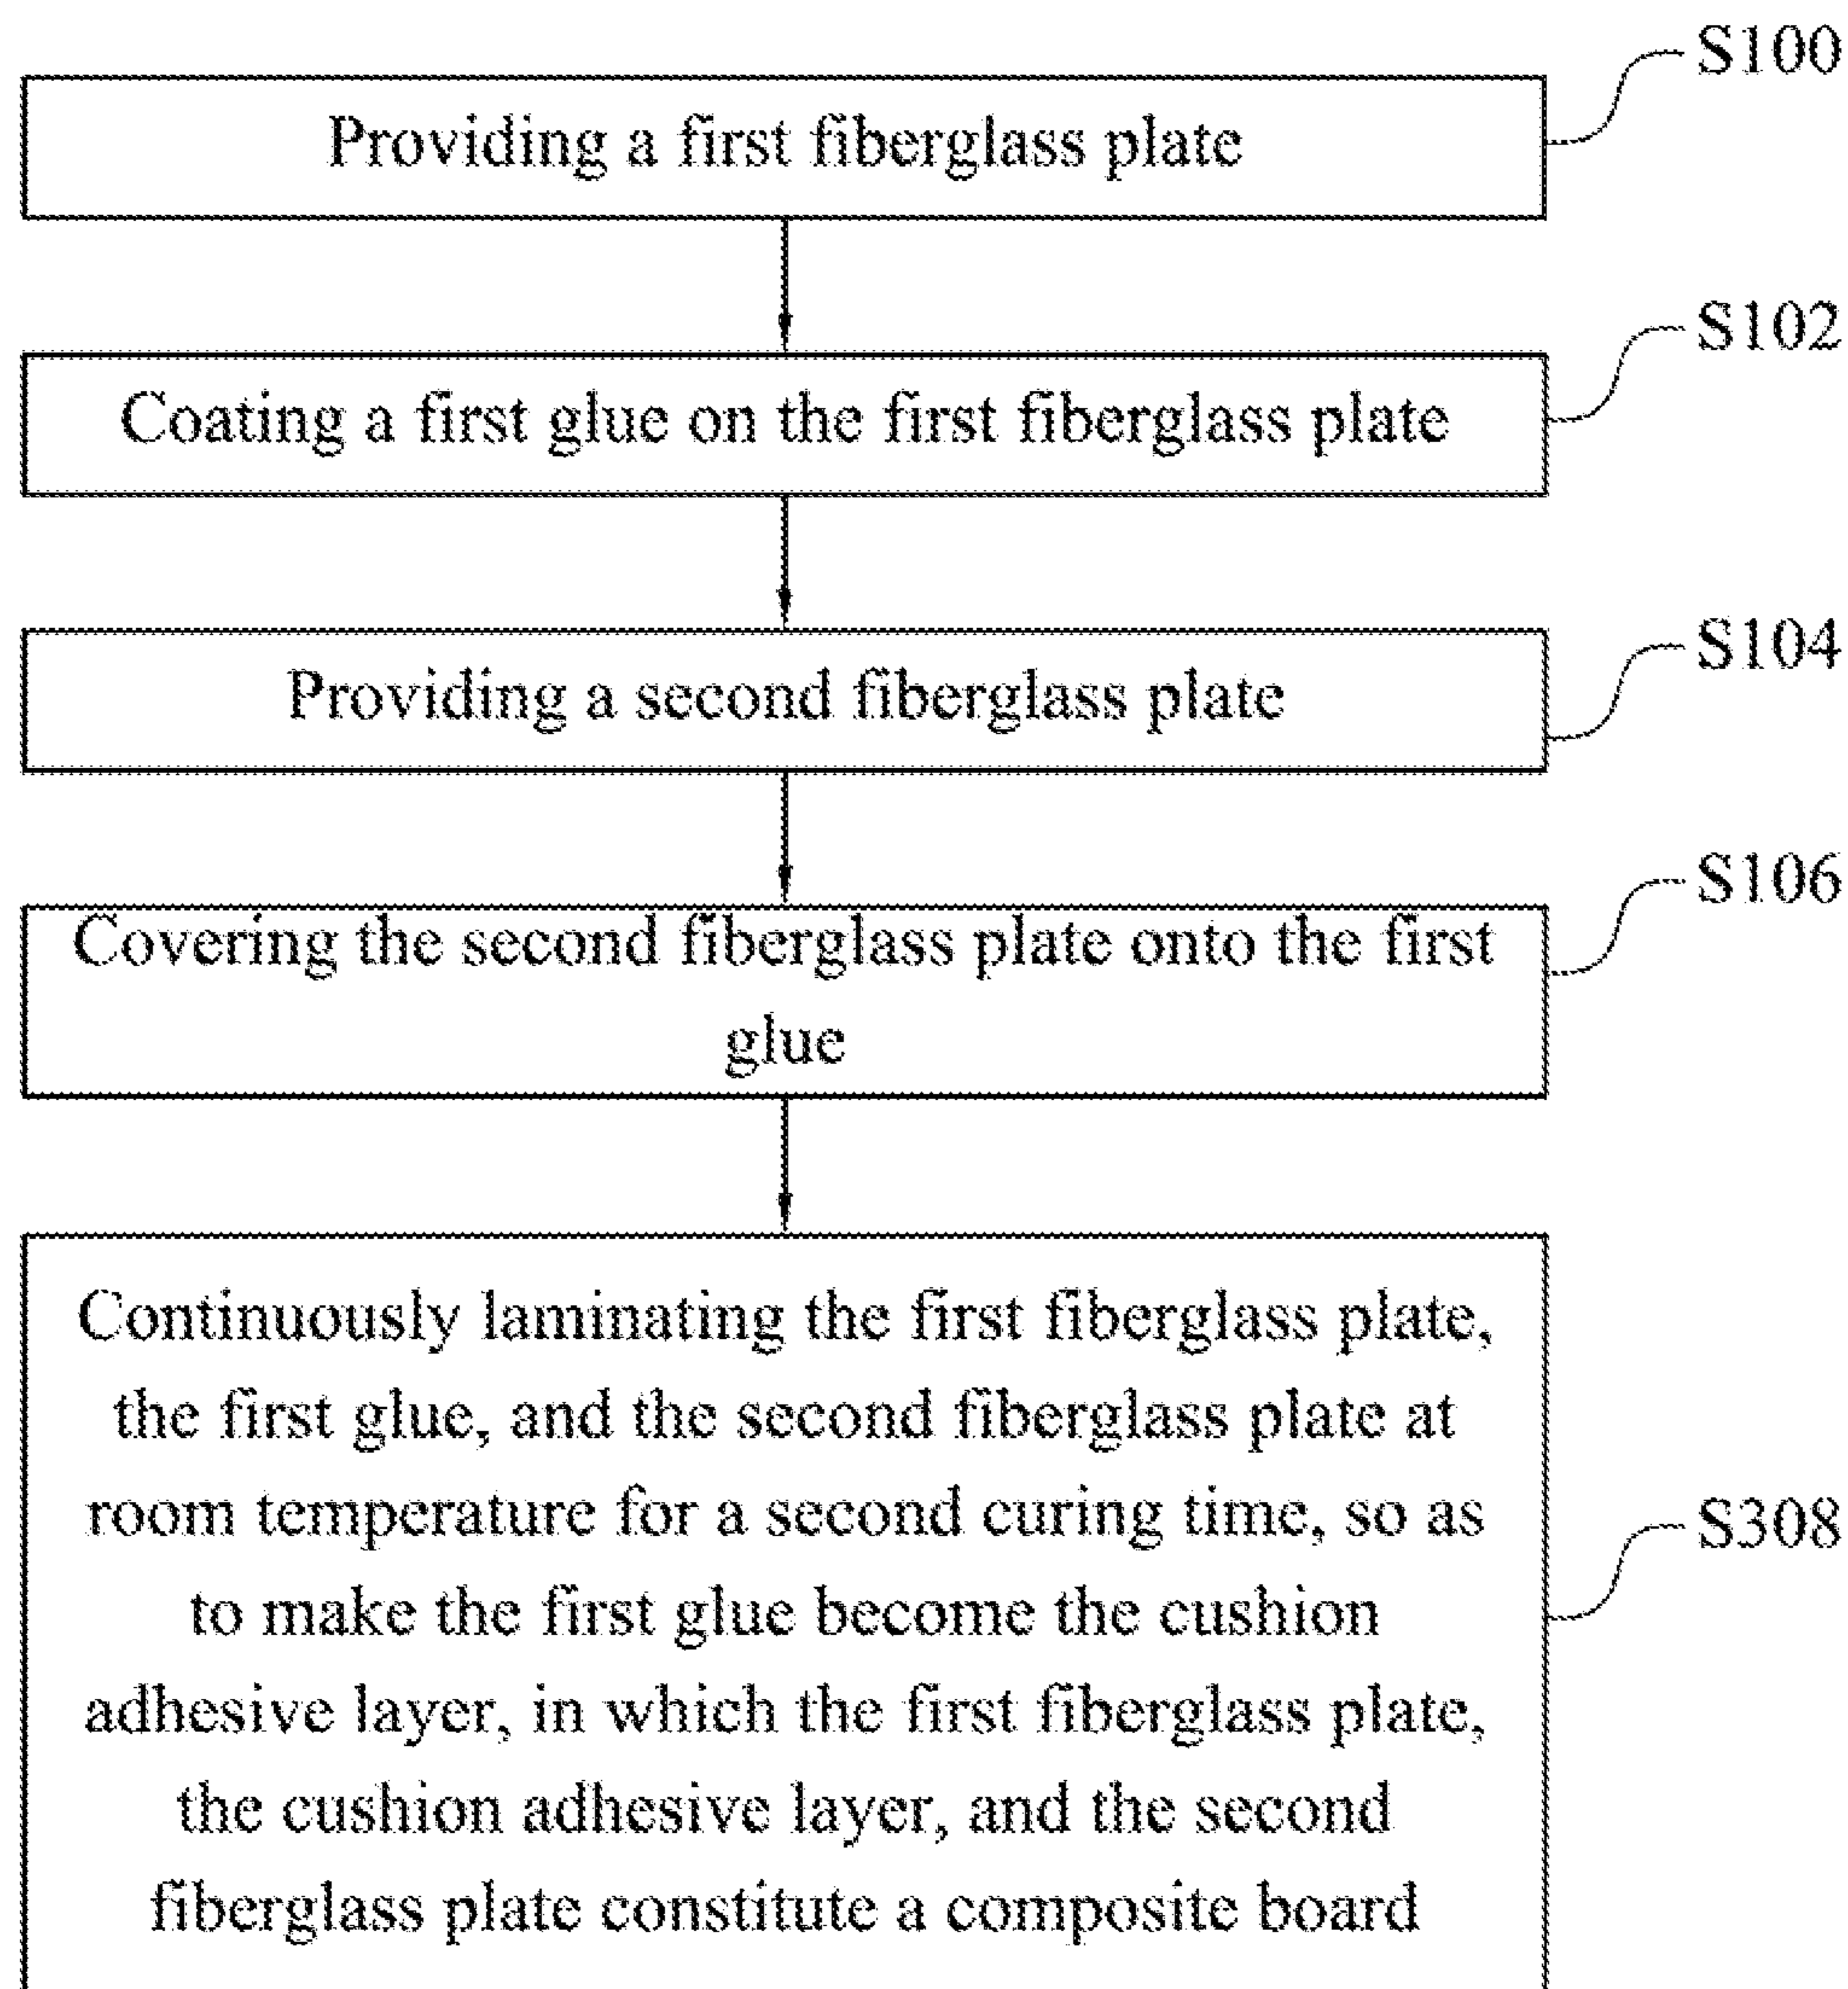 S100
Providing a first fiberglass plate
S102
Coating a first glue on the first fiberglass plate
S104
Providing a second fiberglass plate
S106
Covering the second fiberglass plate onto the first
glue
Continuously laminating the first fiberglass plate,
the first glue, and the second fiberglass plate at
room temperature for a second curing time, so as
to make the first glue become the cushion
adhesive layer, in which the first fiberglass plate,
the cushion adhesive layer, and the second
fiberglass plate constitute a composite board
S308